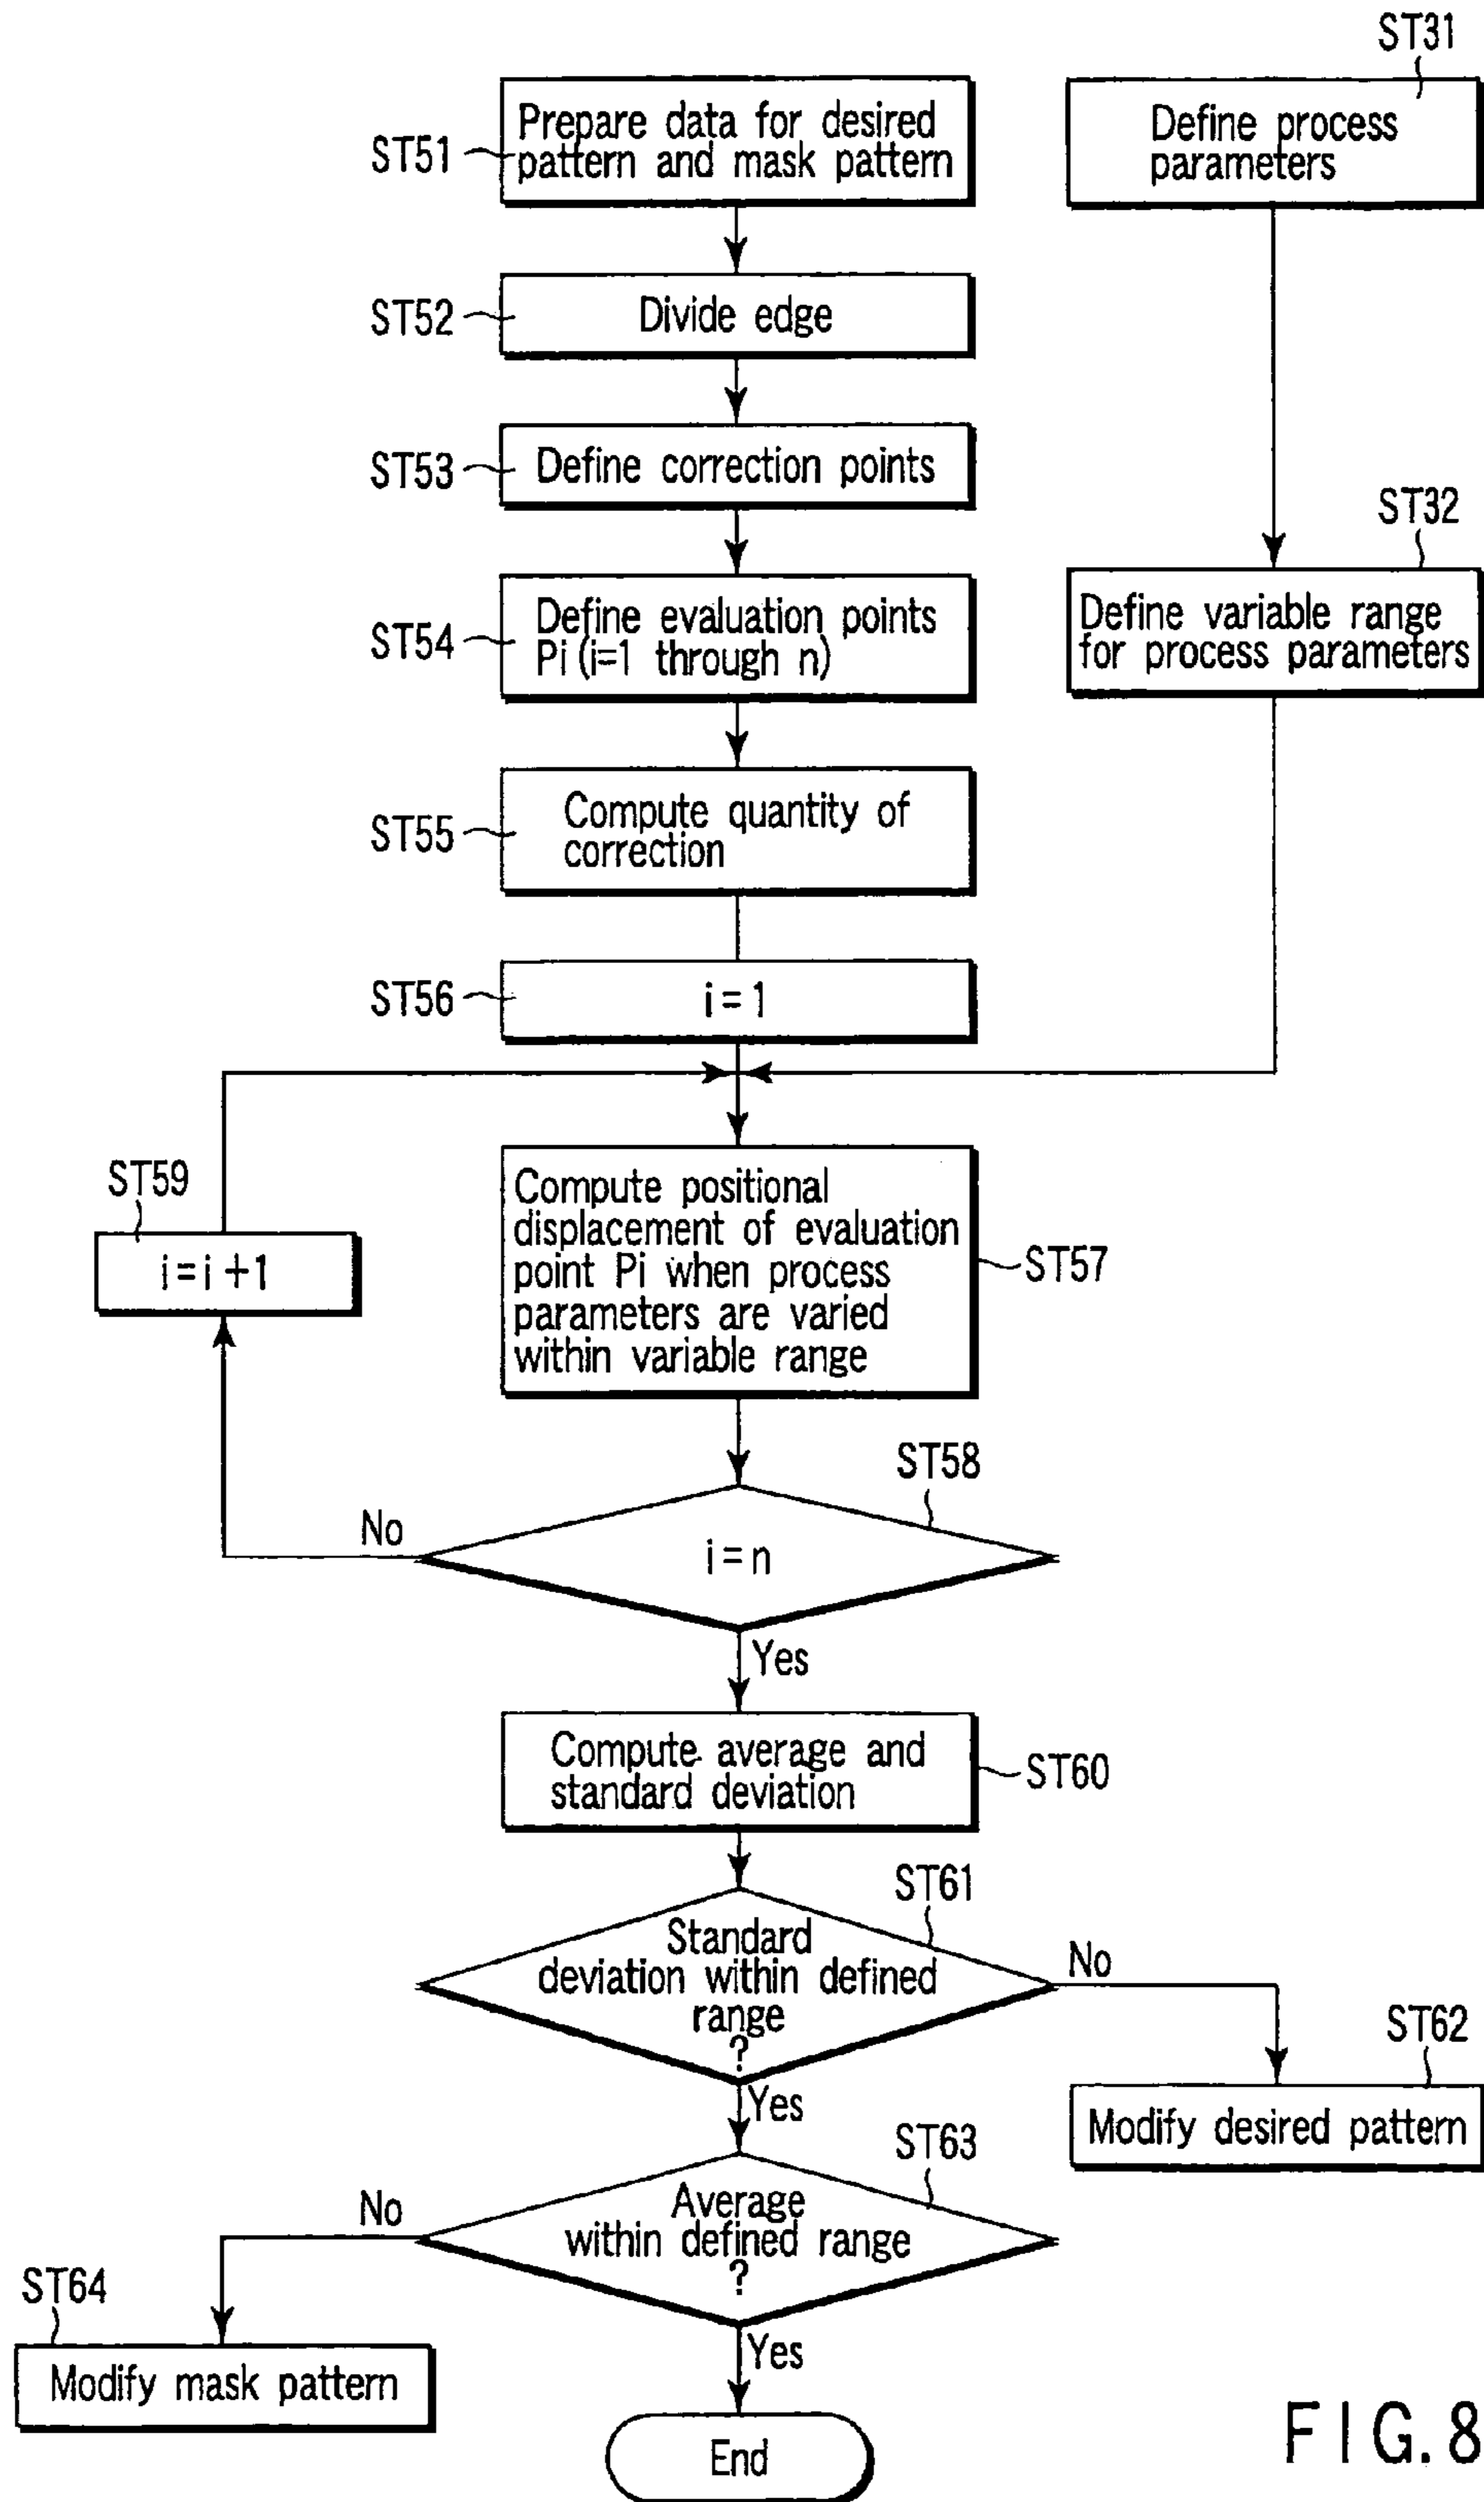 ST31
ST51
Prepare data for desired
pattern and mask pattern
Define process
parameters
ST52
Divide edge
ST53
Define correction points
ST32
ST54
Define evaluation points
Pi (i=1 through n)
Define variable range
for process parameters
ST55
Compute quantity of
correction
ST56
i=1
ST59
i=i+1
Compute positional
displacement of evaluation
point Pi when process
parameters are varied
within variable range
ST57
ST58
No
i=n
Yes
Compute average and
standard deviation
ST60
ST61
Standard
deviation within defined
range
?
No
ST62
Modify desired pattern
Yes
ST63
Average
within defined range
?
No
ST64
Modify mask pattern
Yes
End
FIG. 8